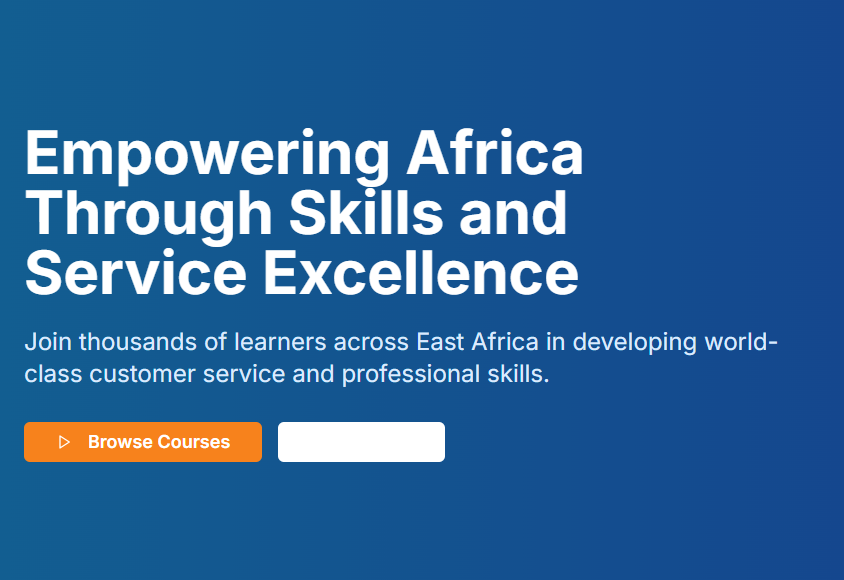 Empowering Africa
Through Skills and
Service Excellence
Join thousands of learners across East Africa in developing world-
class customer service and professional skills.
Browse Courses